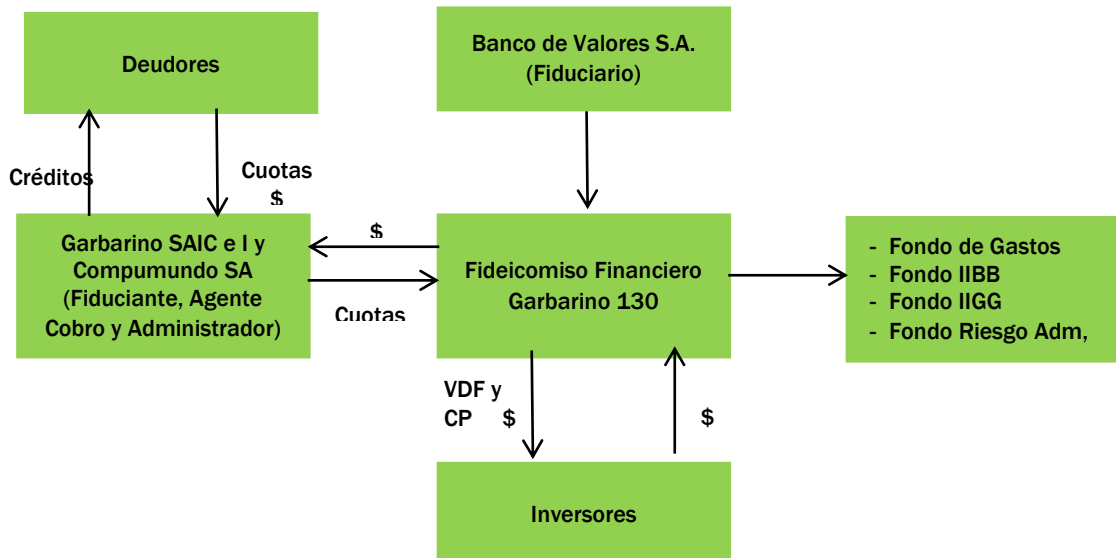 Deudores
Banco de Valores S.A.
(Fiduciario)
Créditos
Cuotas
$
Garbarino SAIC e I y
Compumundo SA
(Fiduciante, Agente
Cobro y Administrador)
$
Cuotas
Fideicomiso Financiero
Garbarino 130
- Fondo de Gastos
- Fondo IIBB
- Fondo IIGG
- Fondo Riesgo Adm,
VDF y
CP $
$
Inversores